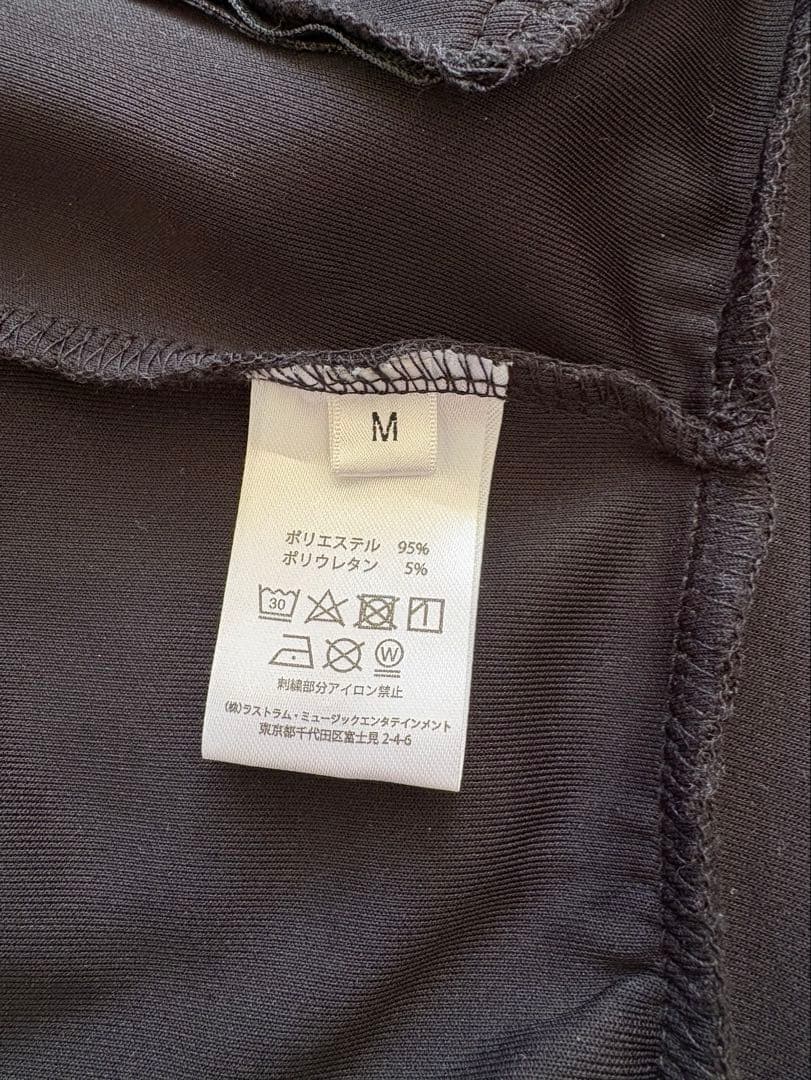 M
ポリエステル 95%
ポリウレタン 5%
30
W
刺繍部分アイロン禁止
(株)ラストラム・ミュージックエンタテインメント
東京都千代田区富士見 2-4-6